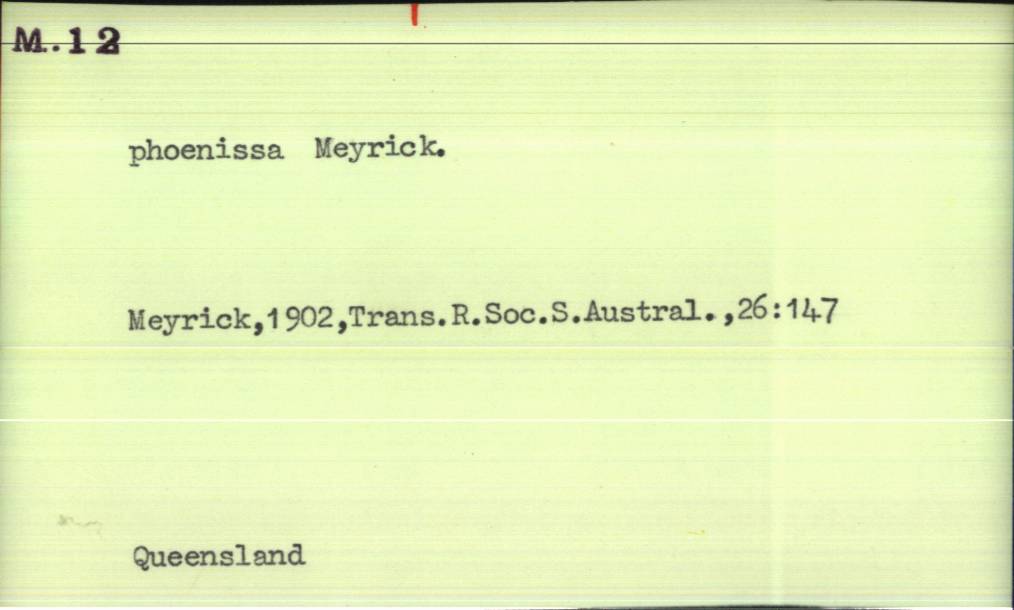 M.12
phoenissa Meyrick.
Meyrick,1902,Trans.R.Soc.S.Austral.,26:147
Queensland